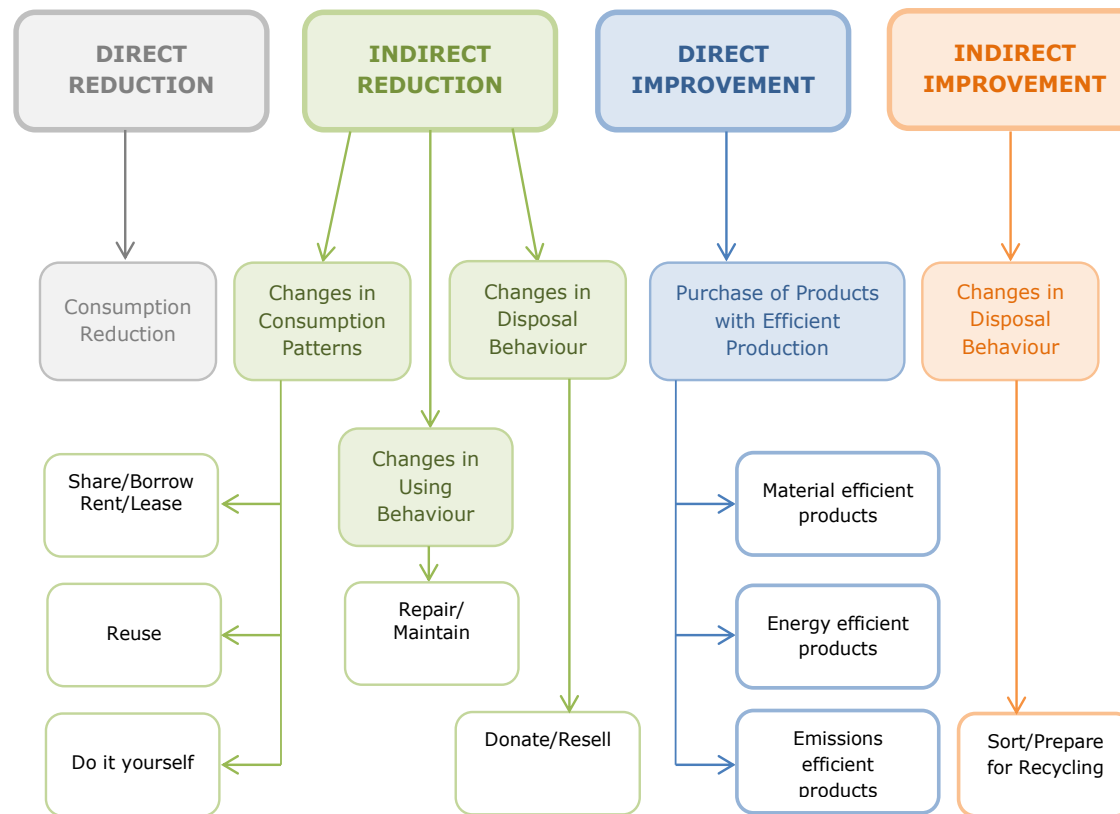 DIRECT
REDUCTION
INDIRECT
REDUCTION
DIRECT
IMPROVEMENT
INDIRECT
IMPROVEMENT
Consumption
Reduction
Changes in
Consumption
Patterns
Changes in
Disposal
Behaviour
Purchase of Products
with Efficient
Production
Changes in
Disposal
Behaviour
Share/Borrow
Rent/Lease
Changes in
Using
Behaviour
Material efficient
products
Reuse
Repair/
Maintain
Energy efficient
products
Do it yourself
Donate/Resell
Emissions
efficient
products
Sort/Prepare
for Recycling